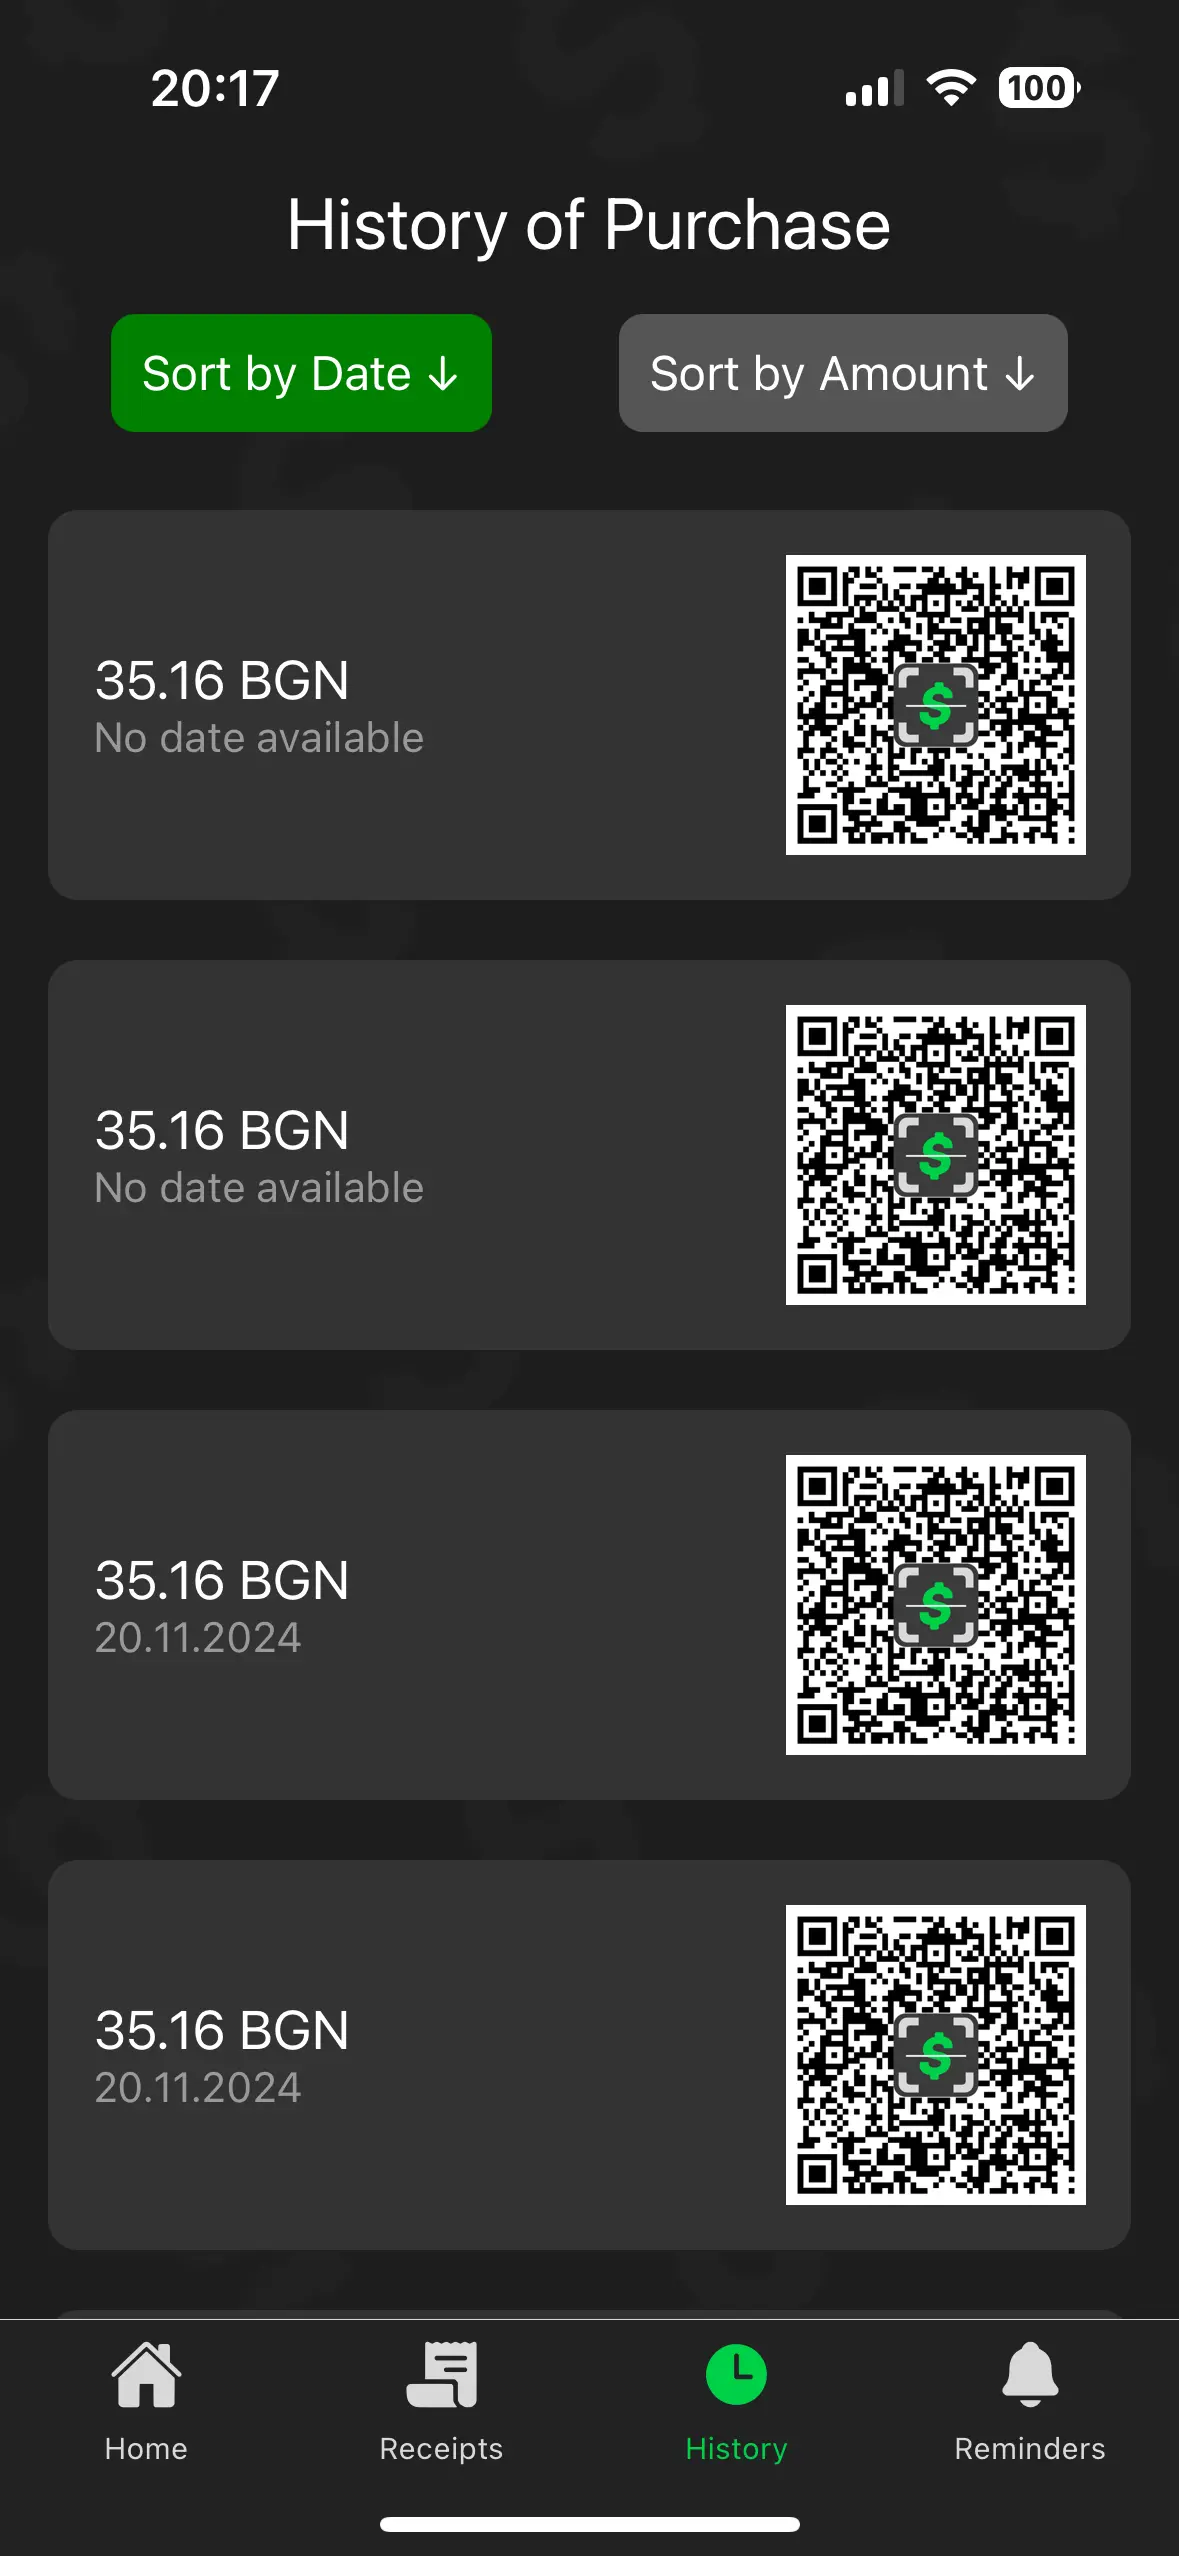 20:17
100
History of Purchase
Sort by Date ↓
Sort by Amount ↓
35.16 BGN
No date available
$
35.16 BGN
No date available
$
35.16 BGN
20.11.2024
$
35.16 BGN
20.11.2024
$
Home
Receipts
History
Reminders